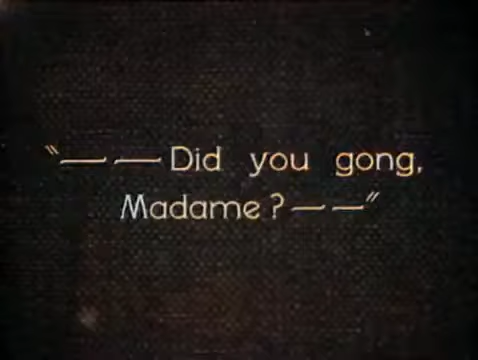 "— — Did you gong,
Madame? — —"